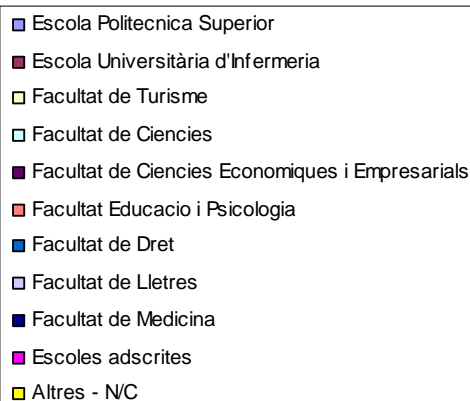 Escola Politecnica Superior
Escola Universitària d'Infermeria
Facultat de Turisme
Facultat de Ciencies
Facultat de Ciencies Economiques i Empresarials
Facultat Educacio i Psicologia
Facultat de Dret
Facultat de Lletres
Facultat de Medicina
Escoles adscrites
Altres - N/C